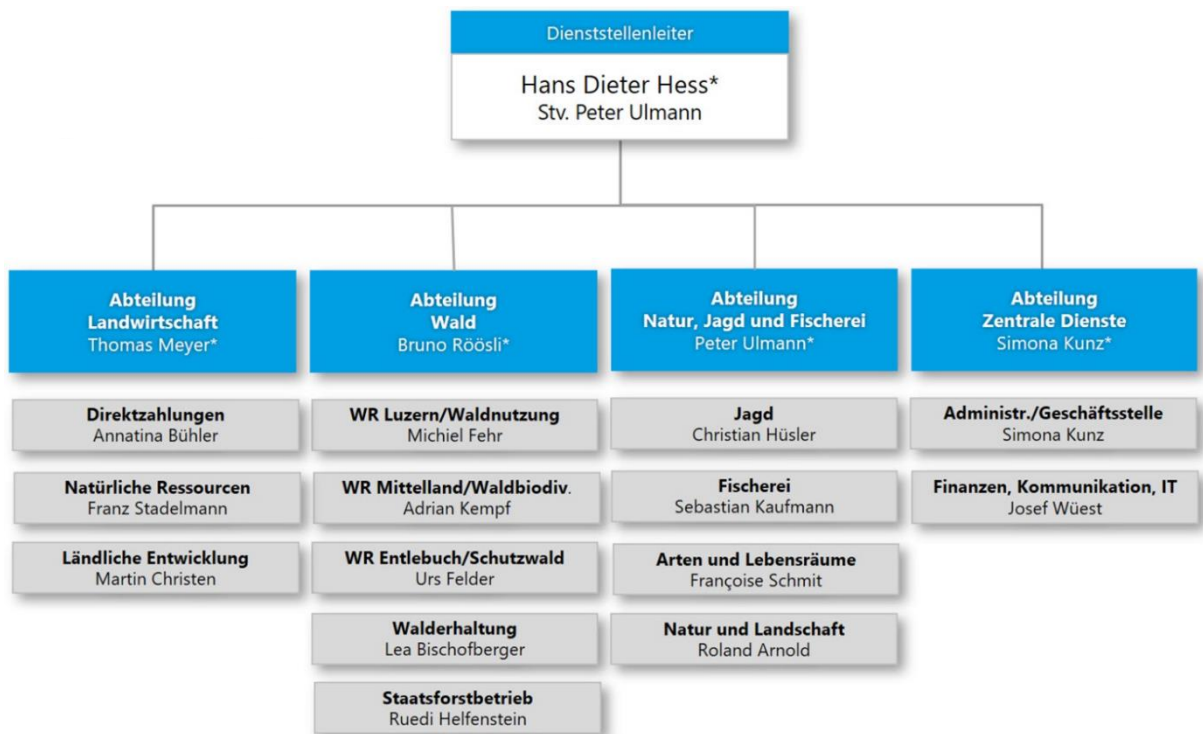 Dienststellenleiter
Hans Dieter Hess*
Stv. Peter Ulmann
Abteilung
Landwirtschaft
Thomas Meyer*
Direktzahlungen
Annatina Bühler
Natürliche Ressourcen
Franz Stadelmann
Ländliche Entwicklung
Martin Christen
Abteilung
Wald
Bruno Röösli*
WR Luzern/Waldnutzung
Michiel Fehr
WR Mittelland/Waldbiodiv.
Adrian Kempf
WR Entlebuch/Schutzwald
Urs Felder
Walderhaltung
Lea Bischofberger
Staatsforstbetrieb
Ruedi Helfenstein
Abteilung
Natur, Jagd und Fischerei
Peter Ulmann*
Jagd
Christian Hüsler
Fischerei
Sebastian Kaufmann
Arten und Lebensräume
Françoise Schmit
Natur und Landschaft
Roland Arnold
Abteilung
Zentrale Dienste
Simona Kunz*
Administr./Geschäftsstelle
Simona Kunz
Finanzen, Kommunikation, IT
Josef Wüest